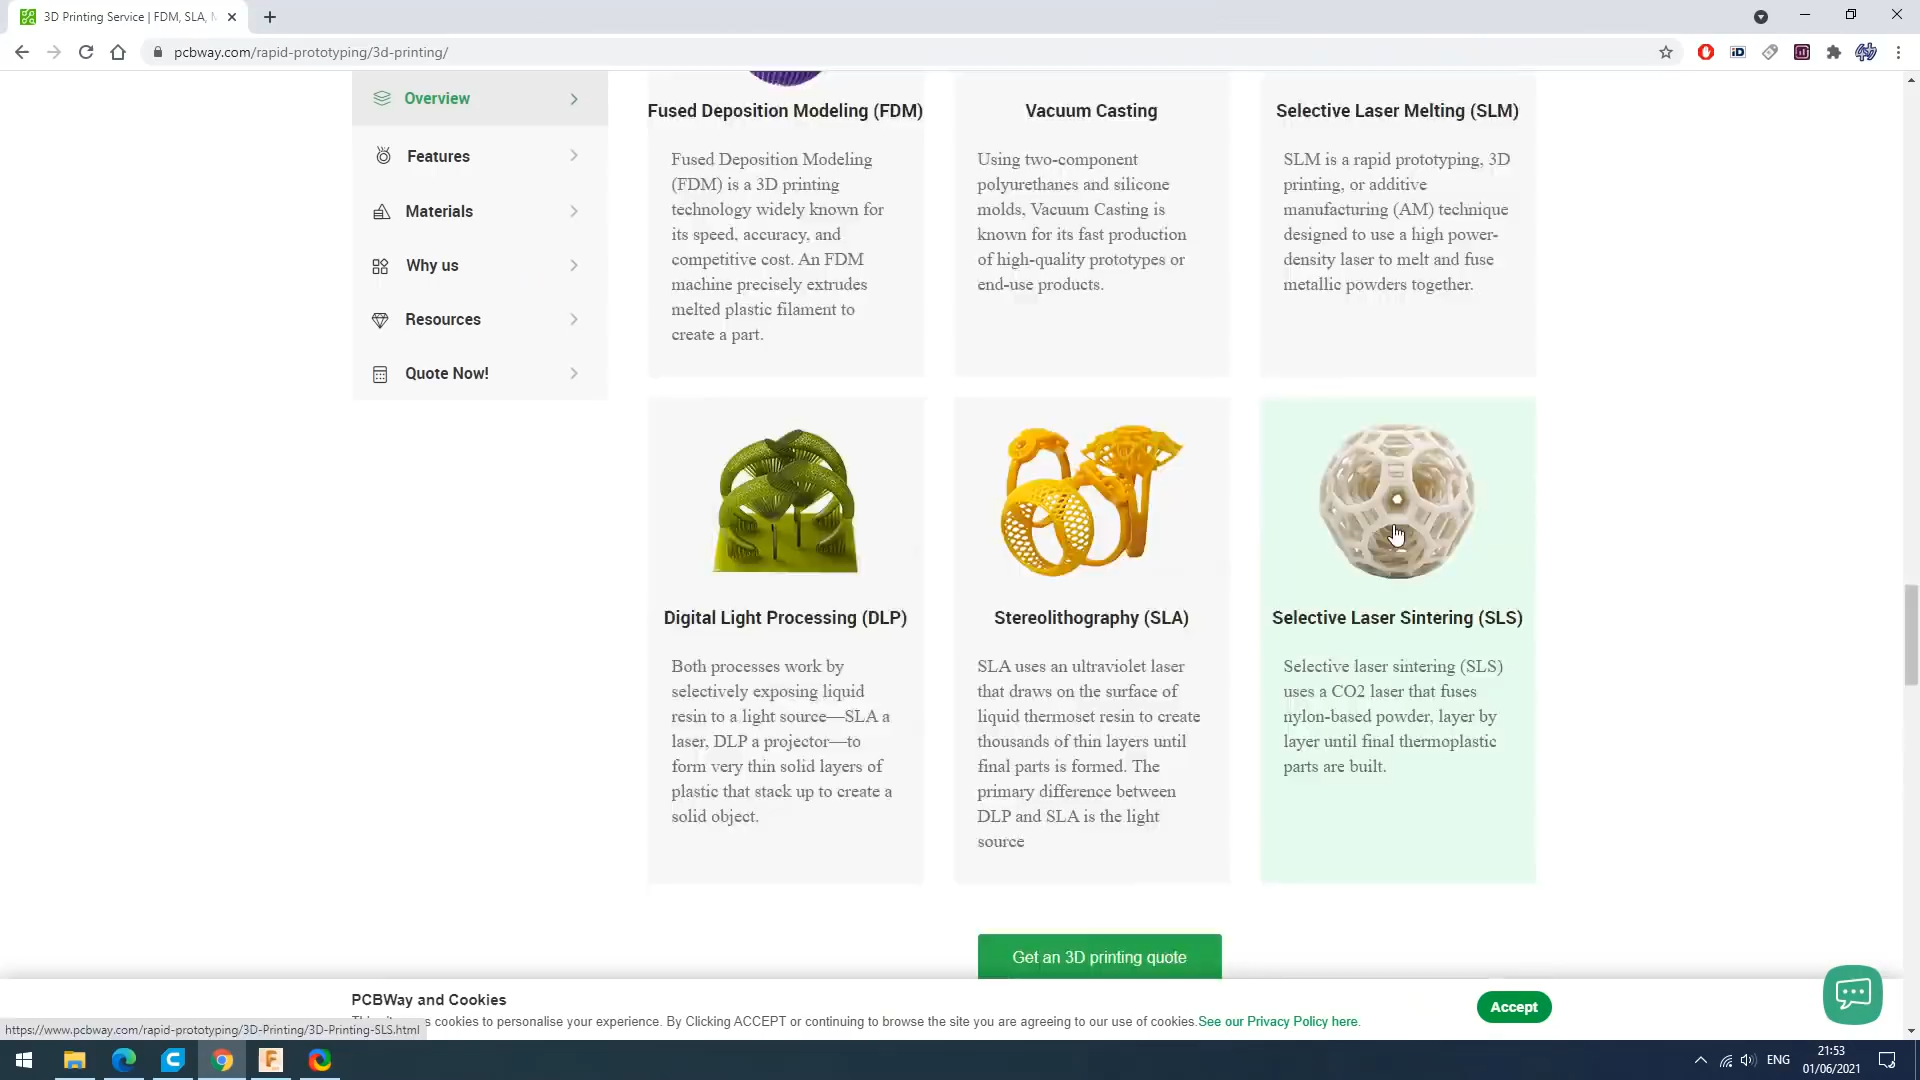 3D Printing Service | FDM, SLA,
pcbway.com/rapid-prototyping/3d-printing/
Overview
Features
Materials
Why us
Resources
Quote Now!
Fused Deposition Modeling (FDM)
Fused Deposition Modeling
(FDM) is a 3D printing
technology widely known for
its speed, accuracy, and
competitive cost. An FDM
machine precisely extrudes
melted plastic filament to
create a part.
Vacuum Casting
Using two-component
polyurethanes and silicone
molds, Vacuum Casting is
known for its fast production
of high-quality prototypes or
end-use products.
Selective Laser Melting (SLM)
SLM is a rapid prototyping, 3D
printing, or additive
manufacturing (AM) technique
designed to use a high power-
density laser to melt and fuse
metallic powders together.
Digital Light Processing (DLP)
Both processes work by
selectively exposing liquid
resin to a light source—SLA a
laser, DLP a projector—to
form very thin solid layers of
plastic that stack up to create a
solid object.
Stereolithography (SLA)
SLA uses an ultraviolet laser
that draws on the surface of
liquid thermoset resin to create
thousands of thin layers until
final parts is formed. The
primary difference between
DLP and SLA is the light
source
Selective Laser Sintering (SLS)
Selective laser sintering (SLS)
uses a CO2 laser that fuses
nylon-based powder, layer by
layer until final thermoplastic
parts are built.
Get an 3D printing quote
PCBWay and Cookies
cookies to personalise your experience. By Clicking ACCEPT or continuing to browse the site you are agreeing to our use of cookies.See our Privacy Policy here.
Accept
https://www.pcbway.com/rapid-prototyping/3D-Printing/3D-Printing-SLS.html
ENG
21:53
01/06/2021